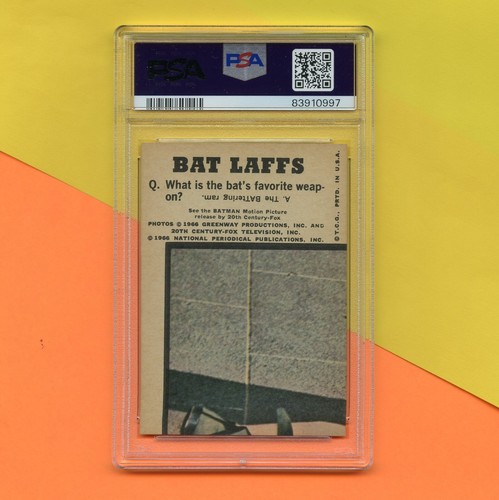 PSA
PSA
83910997
BAT LAFFS
Q. What is the bat's favorite weap-
on?
A. The BATtering ram.
See the BATMAN Motion Picture
release by 20th Century-Fox
PHOTOS © 1966 GREENWAY PRODUCTIONS, INC. AND
20TH CENTURY-FOX TELEVISION, INC.
© 1966 NATIONAL PERIODICAL PUBLICATIONS, INC.
© T.C.G., PRTD. IN U.S.A.